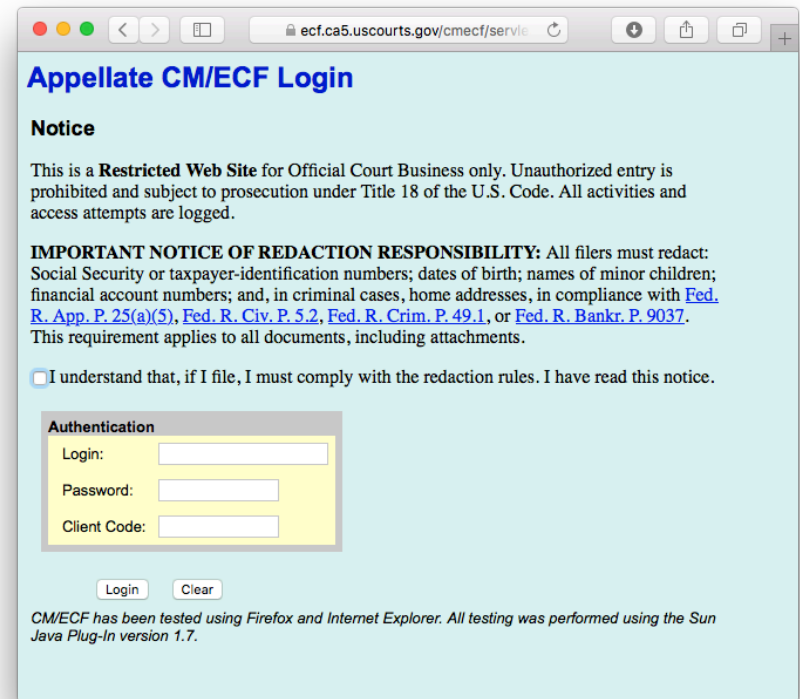 ecf.ca5.uscourts.gov/cmecf/servle
Appellate CM/ECF Login
Notice
This is a Restricted Web Site for Official Court Business only. Unauthorized entry is
prohibited and subject to prosecution under Title 18 of the U.S. Code. All activities and
access attempts are logged.
IMPORTANT NOTICE OF REDACTION RESPONSIBILITY: All filers must redact:
Social Security or taxpayer-identification numbers; dates of birth; names of minor children;
financial account numbers; and, in criminal cases, home addresses, in compliance with Fed.
R. App. P. 25(a)(5), Fed. R. Civ. P. 5.2, Fed. R. Crim. P. 49.1, or Fed. R. Bankr. P. 9037.
This requirement applies to all documents, including attachments.
I understand that, if I file, I must comply with the redaction rules. I have read this notice.
Authentication
Login:
Password:
Client Code:
Login Clear
CM/ECF has been tested using Firefox and Internet Explorer. All testing was performed using the Sun
Java Plug-In version 1.7.